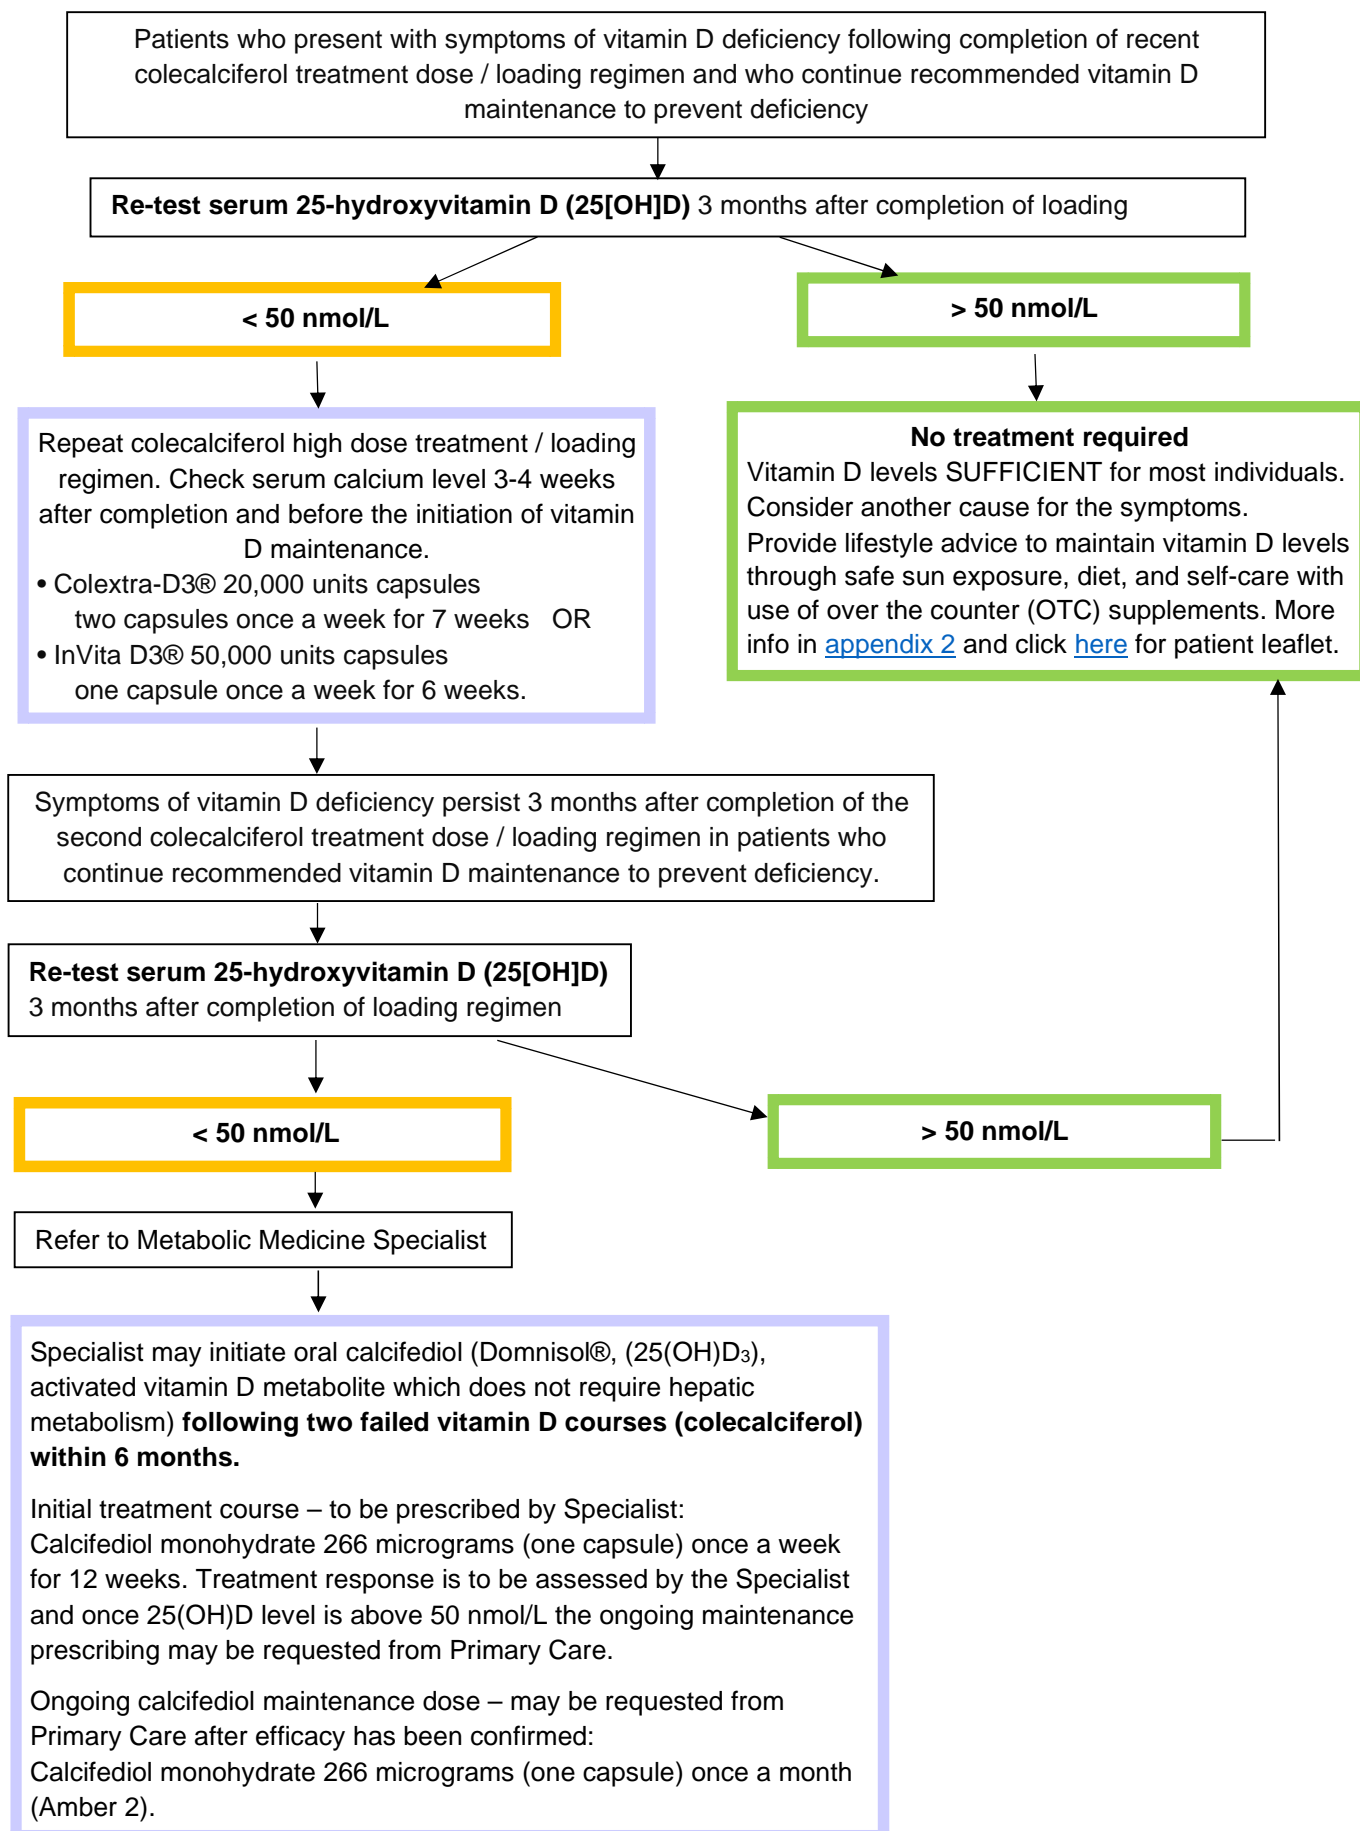 Patients who present with symptoms of vitamin D deficiency following completion of recent
colecalciferol treatment dose / loading regimen and who continue recommended vitamin D
maintenance to prevent deficiency
Re-test serum 25-hydroxyvitamin D (25[OH]D) 3 months after completion of loading
< 50 nmol/L
> 50 nmol/L
Repeat colecalciferol high dose treatment / loading
regimen. Check serum calcium level 3-4 weeks
after completion and before the initiation of vitamin
D maintenance.
• Colextra-D3® 20,000 units capsules
two capsules once a week for 7 weeks OR
• InVita D3® 50,000 units capsules
one capsule once a week for 6 weeks.
No treatment required
Vitamin D levels SUFFICIENT for most individuals.
Consider another cause for the symptoms.
Provide lifestyle advice to maintain vitamin D levels
through safe sun exposure, diet, and self-care with
use of over the counter (OTC) supplements. More
info in appendix 2 and click here for patient leaflet.
Symptoms of vitamin D deficiency persist 3 months after completion of the
second colecalciferol treatment dose / loading regimen in patients who
continue recommended vitamin D maintenance to prevent deficiency.
Re-test serum 25-hydroxyvitamin D (25[OH]D)
3 months after completion of loading regimen
< 50 nmol/L
> 50 nmol/L
Refer to Metabolic Medicine Specialist
Specialist may initiate oral calcifediol (Domnisol®, (25(OH)D₃),
activated vitamin D metabolite which does not require hepatic
metabolism) following two failed vitamin D courses (colecalciferol)
within 6 months.
Initial treatment course – to be prescribed by Specialist:
Calcifediol monohydrate 266 micrograms (one capsule) once a week
for 12 weeks. Treatment response is to be assessed by the Specialist
and once 25(OH)D level is above 50 nmol/L the ongoing maintenance
prescribing may be requested from Primary Care.
Ongoing calcifediol maintenance dose – may be requested from
Primary Care after efficacy has been confirmed:
Calcifediol monohydrate 266 micrograms (one capsule) once a month
(Amber 2).